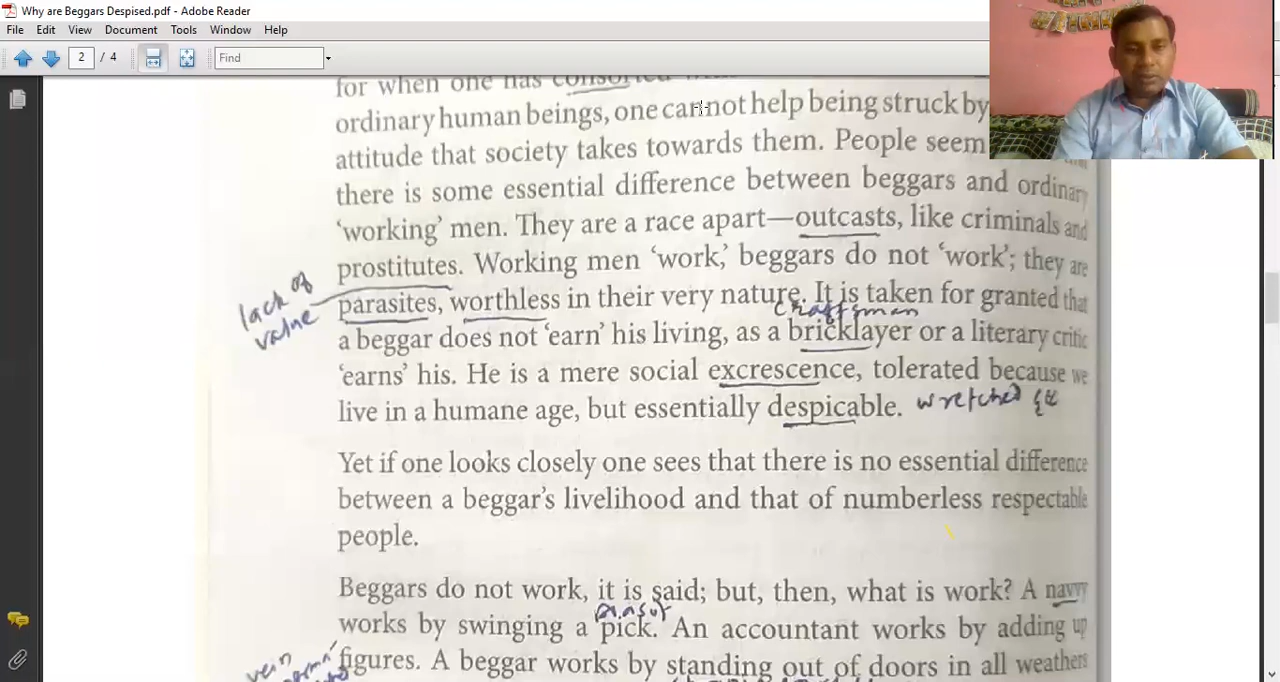 Why are Beggars Despised.pdf - Adobe Reader
File Edit View Document Tools Window Help
2 / 4 Find
for when one has consorted
ordinary human beings, one cannot help being struck by
attitude that society takes towards them. People seem
there is some essential difference between beggars and ordinary
‘working’ men. They are a race apart—outcasts, like criminals and
prostitutes. Working men ‘work,’ beggars do not ‘work’; they are
lack of
value
parasites, worthless in their very nature. It is taken for granted that
craftsman
a beggar does not ‘earn’ his living, as a bricklayer or a literary critic
‘earns’ his. He is a mere social excrescence, tolerated because we
live in a humane age, but essentially despicable. wretched
Yet if one looks closely one sees that there is no essential difference
between a beggar’s livelihood and that of numberless respectable
people.
Beggars do not work, it is said; but, then, what is work? A navvy
works by swinging a pick. An accountant works by adding up
vein
figures. A beggar works by standing out of doors in all weathers